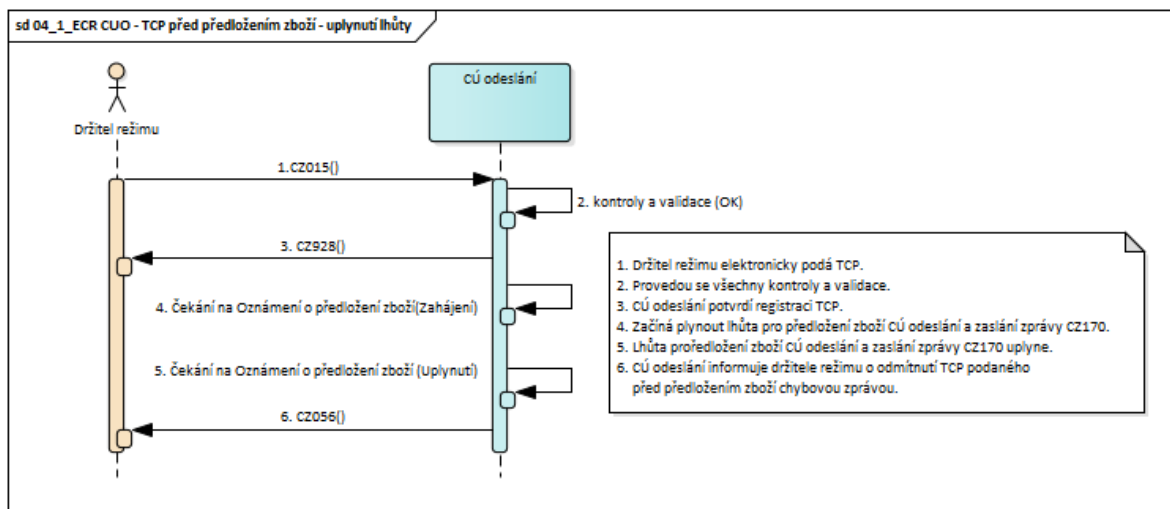 sd 04_1_ECR CUO - TCP před předložením zboží - uplynutí lhůty
Držitel režimu
CÚ odeslání
1.CZ015()
2. kontroly a validace (OK)
3. CZ928()
4. Čekání na Oznámení o předložení zboží(Zahájení)
5. Čekání na Oznámení o předložení zboží (Uplynutí)
6. CZ056()
1. Držitel režimu elektronicky podá TCP.
2. Provedou se všechny kontroly a validace.
3. CÚ odeslání potvrdí registraci TCP.
4. Začíná plynout lhůta pro předložení zboží CÚ odeslání a zaslání zprávy CZ170.
5. Lhůta prořředložení zboží CÚ odeslání a zaslání zprávy CZ170 uplyne.
6. CÚ odeslání informuje držitele režimu o odmítnutí TCP podaného
před předložením zboží chybovou zprávou.